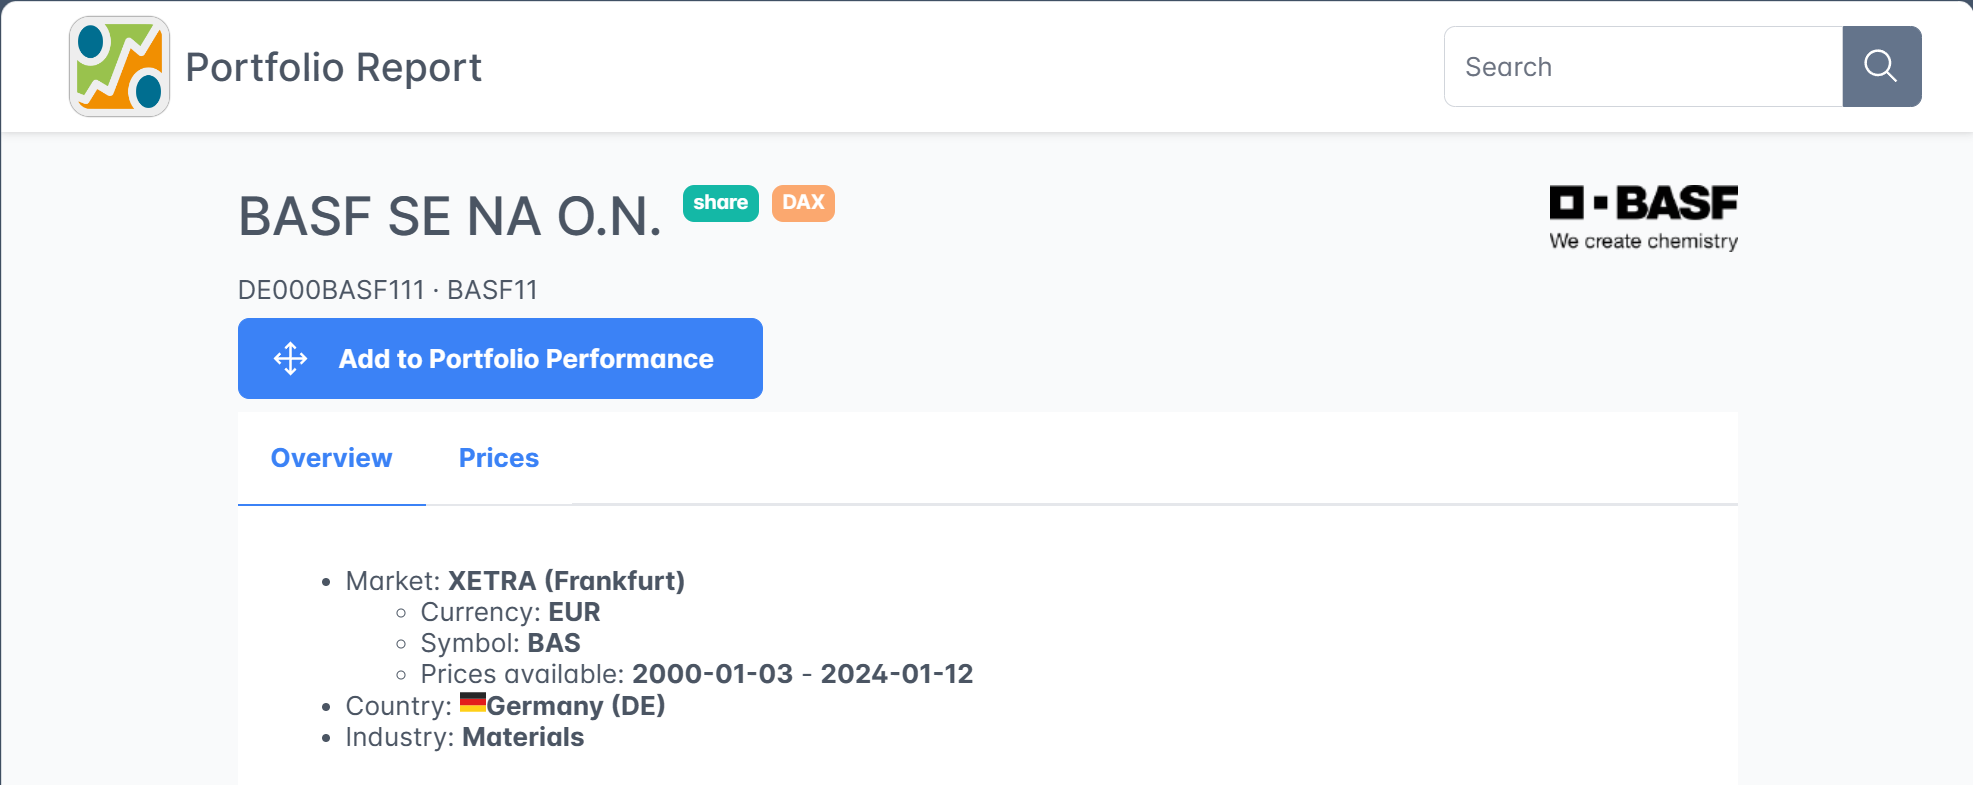 Portfolio Report
Search
BASF SE NA O.N. share DAX
BASF
We create chemistry
DE000BASF111 · BASF11
Add to Portfolio Performance
Overview Prices
Market: XETRA (Frankfurt)
Currency: EUR
Symbol: BAS
Prices available: 2000-01-03 - 2024-01-12
Country: Germany (DE)
Industry: Materials